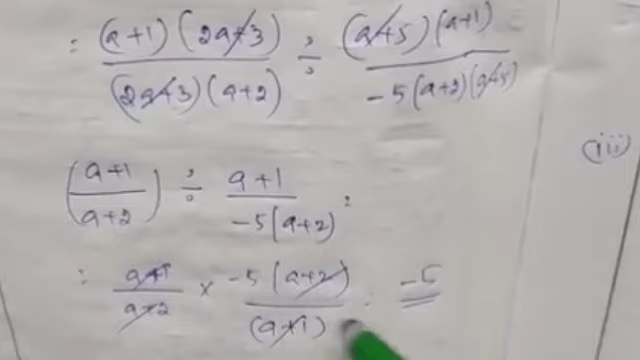 : (a+1)(2a+3) / (2a+3)(a+2) ÷ (a+5)(a+1) / -5(a+2)(a+5)
(iii)
(a+1 / a+2) ÷ a+1 / -5(a+2) :
: a+1 / a+2 × -5(a+2) / (a+1) . -5